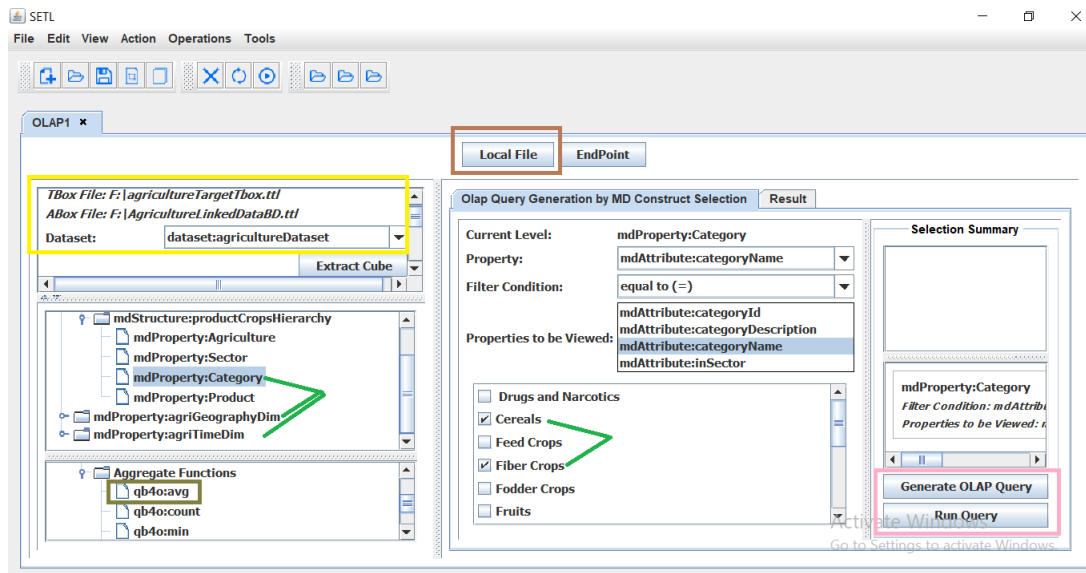 SETL
File Edit View Action Operations Tools
OLAP1
Local File EndPoint
TBox File: F:\agricultureTargetTbox.ttl
ABox File: F:\AgricultureLinkedDataBD.ttl
Dataset: dataset:agricultureDataset
Extract Cube
mdStructure:productCropsHierarchy
mdProperty:Agriculture
mdProperty:Sector
mdProperty:Category
mdProperty:Product
mdProperty:agriGeographyDim
mdProperty:agriTimeDim
Aggregate Functions
qb4o:avg
qb4o:count
qb4o:min
Olap Query Generation by MD Construct Selection Result
Current Level: mdProperty:Category
Property: mdAttribute:categoryName
Filter Condition: equal to (=)
Properties to be Viewed:
mdAttribute:categoryId
mdAttribute:categoryDescription
mdAttribute:categoryName
mdAttribute:inSector
Drugs and Narcotics
Cereals
Feed Crops
Fiber Crops
Fodder Crops
Fruits
Selection Summary
mdProperty:Category
Filter Condition: mdAttribu
Properties to be Viewed:
Generate OLAP Query
Run Query
Activate Windows
Go to Settings to activate Windows.